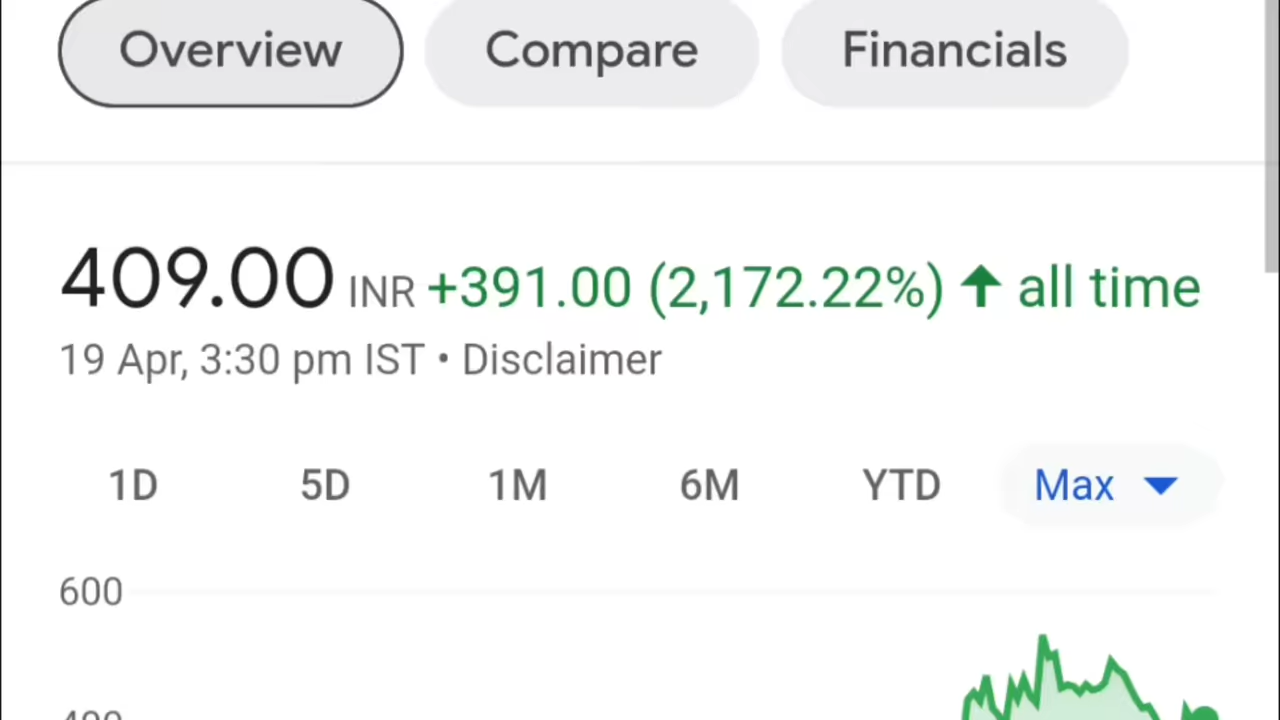 Overview Compare Financials
409.00 INR +391.00 (2,172.22%) ↑ all time
19 Apr, 3:30 pm IST • Disclaimer
1D 5D 1M 6M YTD Max
600